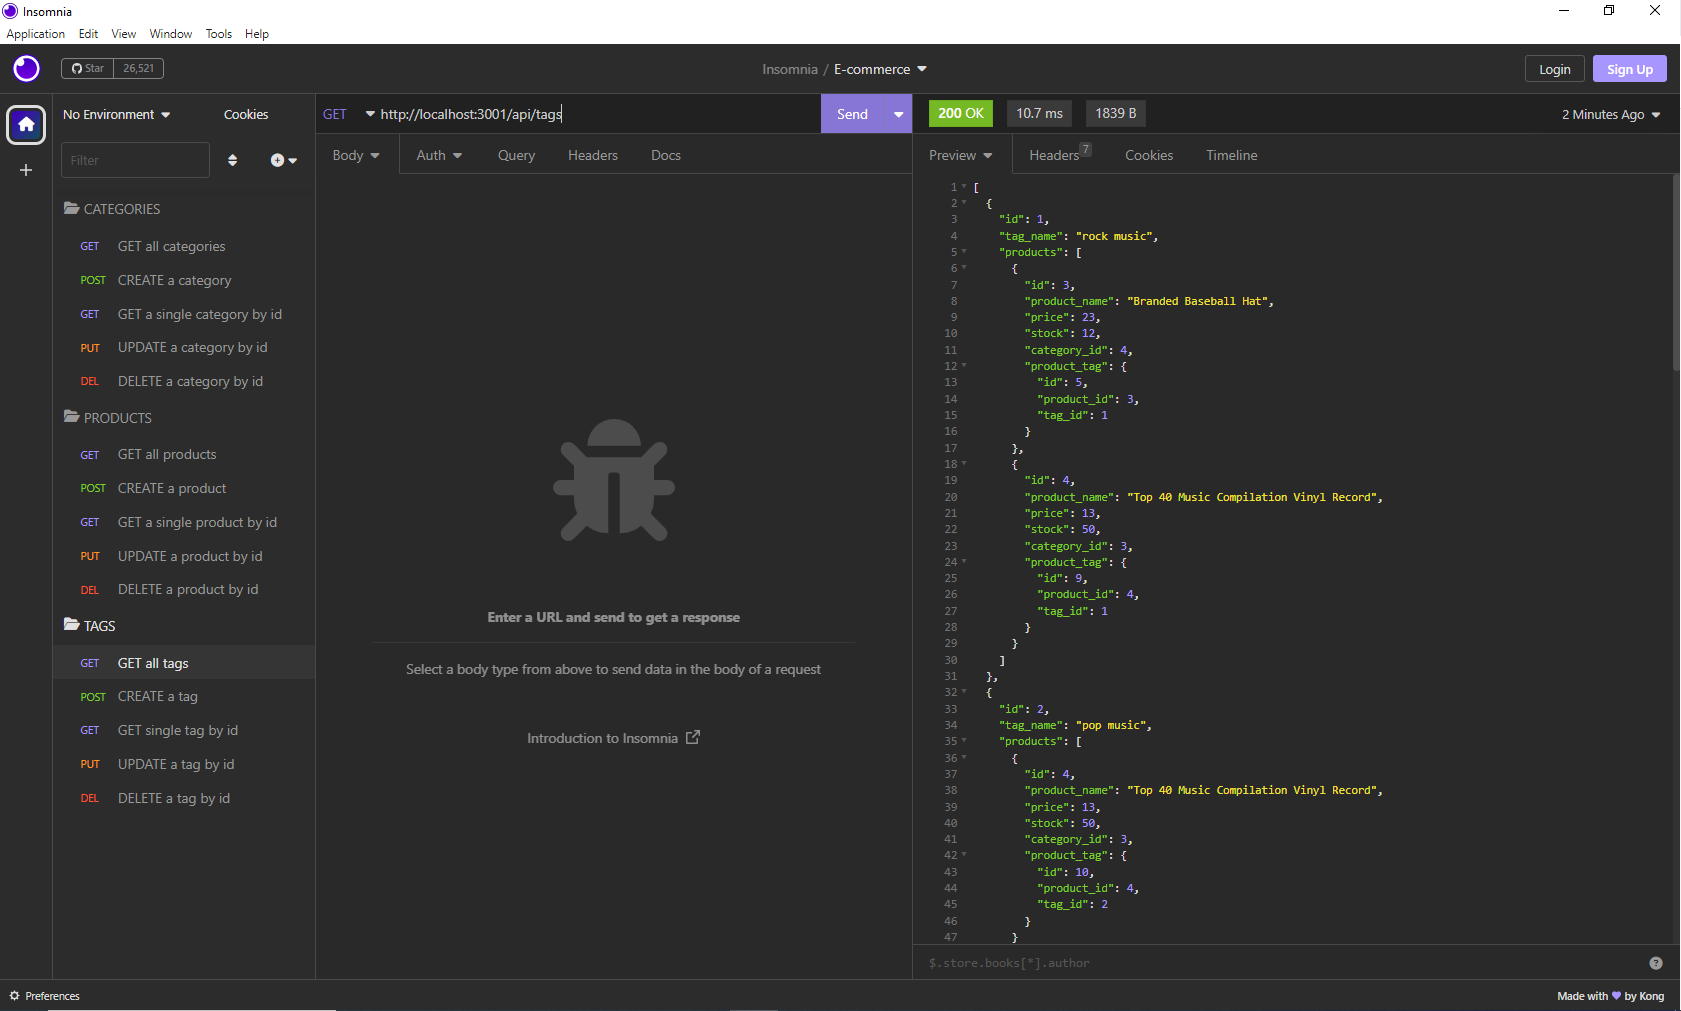 Insomnia
Application Edit View Window Tools Help
Star 26,521
Insomnia / E-commerce
Login Sign Up
No Environment Cookies
Filter
CATEGORIES
GET GET all categories
POST CREATE a category
GET GET a single category by id
PUT UPDATE a category by id
DEL DELETE a category by id
PRODUCTS
GET GET all products
POST CREATE a product
GET GET a single product by id
PUT UPDATE a product by id
DEL DELETE a product by id
TAGS
GET GET all tags
POST CREATE a tag
GET GET single tag by id
PUT UPDATE a tag by id
DEL DELETE a tag by id
GET http://localhost:3001/api/tags Send
Body Auth Query Headers Docs
Enter a URL and send to get a response
Select a body type from above to send data in the body of a request
Introduction to Insomnia
200 OK 10.7 ms 1839 B 2 Minutes Ago
Preview Headers 7 Cookies Timeline
1 [
2 {
3 "id": 1,
4 "tag_name": "rock music",
5 "products": [
6 {
7 "id": 3,
8 "product_name": "Branded Baseball Hat",
9 "price": 23,
10 "stock": 12,
11 "category_id": 4,
12 "product_tag": {
13 "id": 5,
14 "product_id": 3,
15 "tag_id": 1
16 }
17 },
18 {
19 "id": 4,
20 "product_name": "Top 40 Music Compilation Vinyl Record",
21 "price": 13,
22 "stock": 50,
23 "category_id": 3,
24 "product_tag": {
25 "id": 9,
26 "product_id": 4,
27 "tag_id": 1
28 }
29 }
30 ]
31 },
32 {
33 "id": 2,
34 "tag_name": "pop music",
35 "products": [
36 {
37 "id": 4,
38 "product_name": "Top 40 Music Compilation Vinyl Record",
39 "price": 13,
40 "stock": 50,
41 "category_id": 3,
42 "product_tag": {
43 "id": 10,
44 "product_id": 4,
45 "tag_id": 2
46 }
47 }
$.store.books[*].author
Preferences
Made with ♥ by Kong